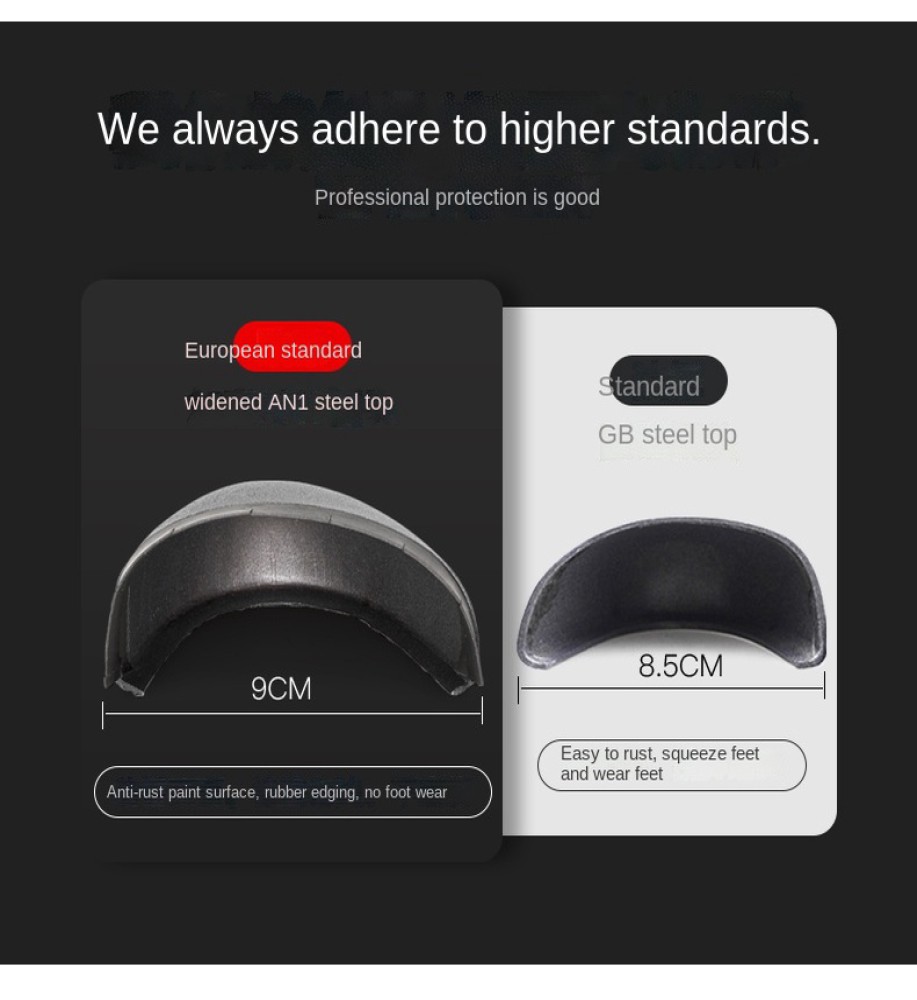 We always adhere to higher standards.
Professional protection is good
European standard
widened AN1 steel top
Standard
GB steel top
9CM
8.5CM
Anti-rust paint surface, rubber edging, no foot wear
Easy to rust, squeeze feet
and wear feet